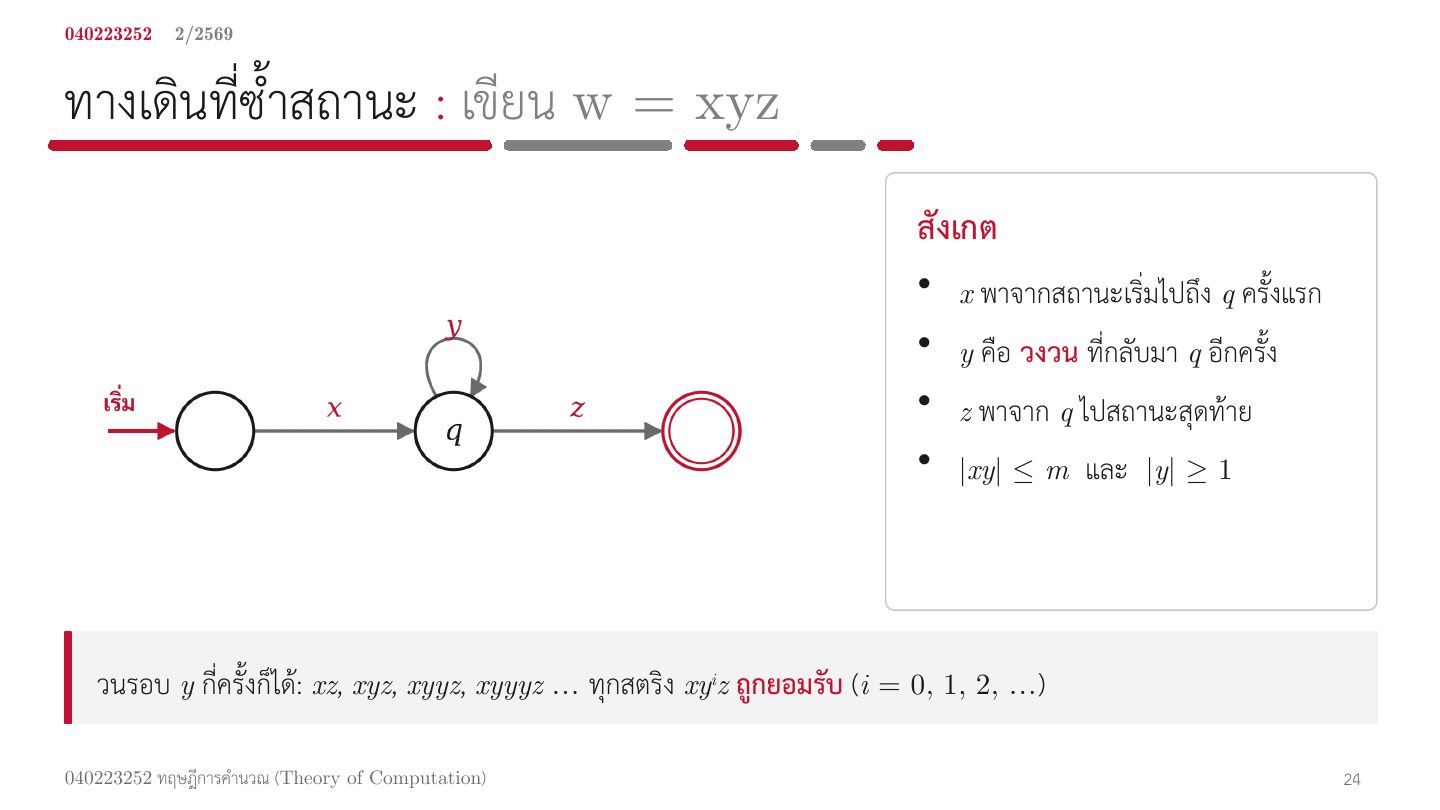 040223252 2/2569
ทางเดินที่ซ้ำสถานะ : เขียน w = xyz
สังเกต
• x พาจากสถานะเริ่มไปถึง q ครั้งแรก
• y คือ วงวน ที่กลับมา q อีกครั้ง
• z พาจาก q ไปสถานะสุดท้าย
• |xy| ≤ m และ |y| ≥ 1
y
เริ่ม
x
z
q
วนรอบ y กี่ครั้งก็ได้: xz, xyz, xyyz, xyyyz … ทุกสตริง xyⁱz ถูกยอมรับ (i = 0, 1, 2, …)
040223252 ทฤษฎีการคำนวณ (Theory of Computation)
24